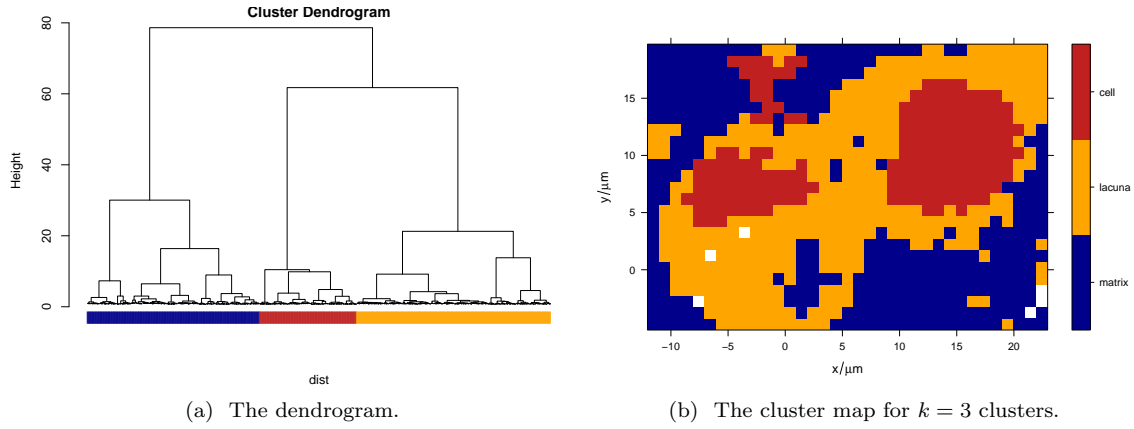 Cluster Dendrogram
80
60
40
20
0
Height
dist
(a) The dendrogram.
15
10
5
0
y/μm
−10 −5 0 5 10 15 20
x/μm
cell
lacuna
matrix
(b) The cluster map for k = 3 clusters.